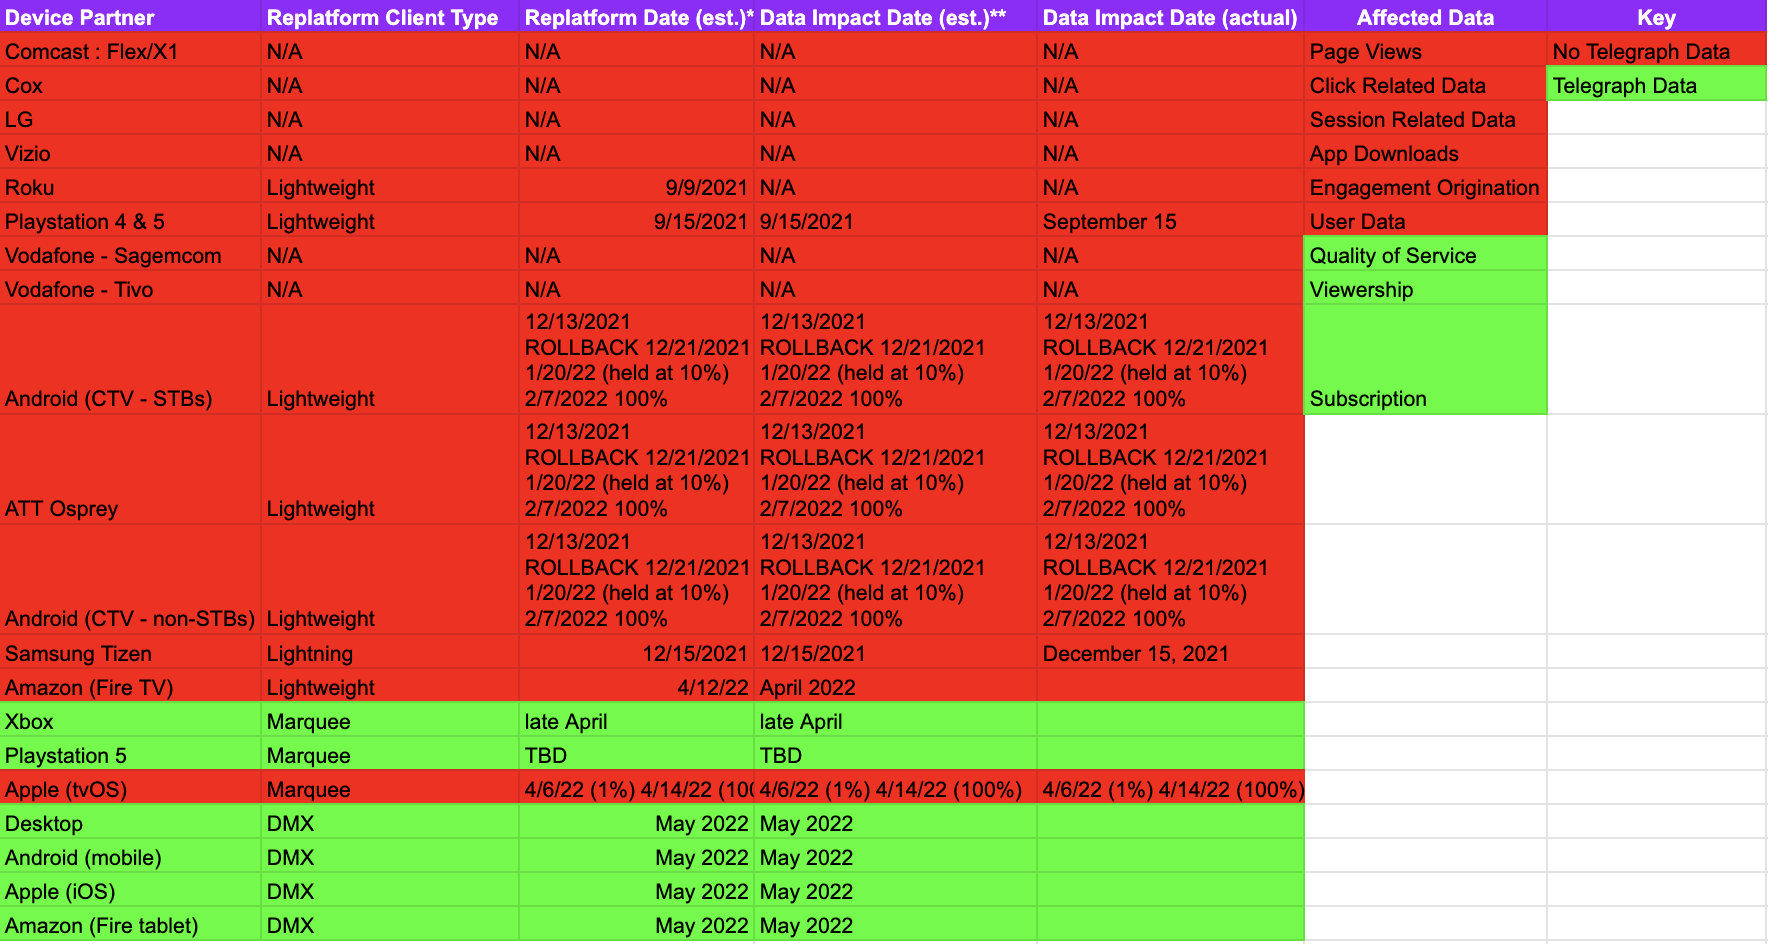 Device Partner Replatform Client Type Replatform Date (est.)* Data Impact Date (est.)** Data Impact Date (actual) Affected Data Key
Comcast : Flex/X1 N/A N/A N/A N/A Page Views No Telegraph Data
Cox N/A N/A N/A N/A Click Related Data Telegraph Data
LG N/A N/A N/A N/A Session Related Data
Vizio N/A N/A N/A N/A App Downloads
Roku Lightweight 9/9/2021 N/A N/A Engagement Origination
Playstation 4 & 5 Lightweight 9/15/2021 9/15/2021 September 15 User Data
Vodafone - Sagemcom N/A N/A N/A N/A Quality of Service
Vodafone - Tivo N/A N/A N/A N/A Viewership
12/13/2021 12/13/2021 12/13/2021
ROLLBACK 12/21/2021 ROLLBACK 12/21/2021 ROLLBACK 12/21/2021
1/20/22 (held at 10%) 1/20/22 (held at 10%) 1/20/22 (held at 10%)
Android (CTV - STBs) Lightweight 2/7/2022 100% 2/7/2022 100% 2/7/2022 100% Subscription
12/13/2021 12/13/2021 12/13/2021
ROLLBACK 12/21/2021 ROLLBACK 12/21/2021 ROLLBACK 12/21/2021
1/20/22 (held at 10%) 1/20/22 (held at 10%) 1/20/22 (held at 10%)
ATT Osprey Lightweight 2/7/2022 100% 2/7/2022 100% 2/7/2022 100%
12/13/2021 12/13/2021 12/13/2021
ROLLBACK 12/21/2021 ROLLBACK 12/21/2021 ROLLBACK 12/21/2021
1/20/22 (held at 10%) 1/20/22 (held at 10%) 1/20/22 (held at 10%)
Android (CTV - non-STBs) Lightweight 2/7/2022 100% 2/7/2022 100% 2/7/2022 100%
Samsung Tizen Lightning 12/15/2021 12/15/2021 December 15, 2021
Amazon (Fire TV) Lightweight 4/12/22 April 2022
Xbox Marquee late April late April
Playstation 5 Marquee TBD TBD
Apple (tvOS) Marquee 4/6/22 (1%) 4/14/22 (10 4/6/22 (1%) 4/14/22 (100%) 4/6/22 (1%) 4/14/22 (100%)
Desktop DMX May 2022 May 2022
Android (mobile) DMX May 2022 May 2022
Apple (iOS) DMX May 2022 May 2022
Amazon (Fire tablet) DMX May 2022 May 2022